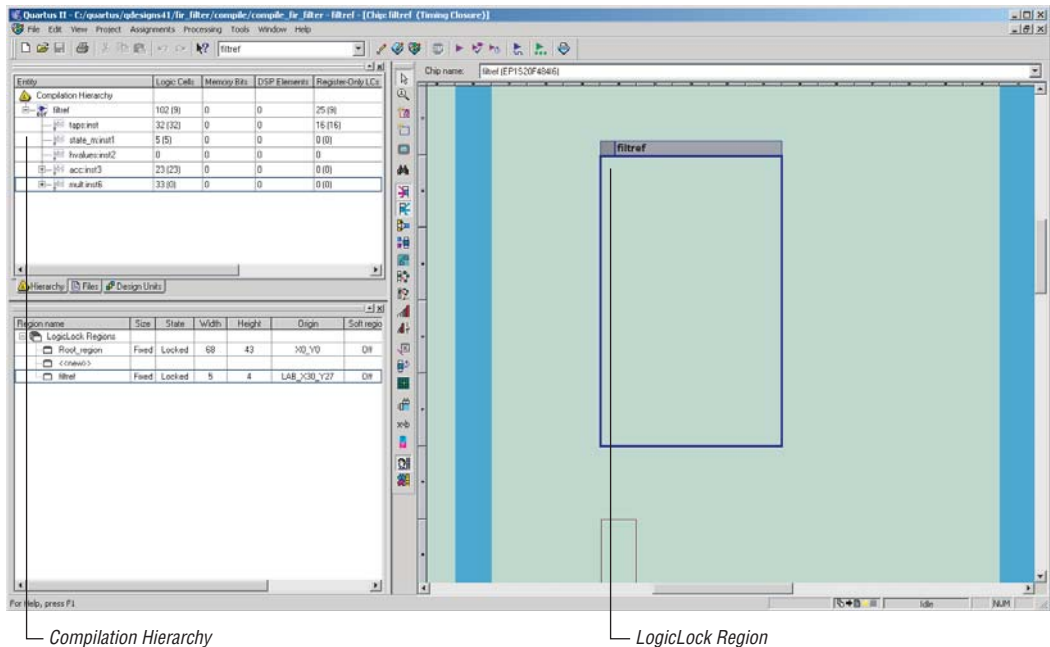 Quartus II - C:/quartus/qdesigns41/fir_filter/compile/compile_fir_filter - filtref - [Chip: filtref (Timing Closure)]
File Edit View Project Assignments Processing Tools Window Help
filtref
Entity Logic Cells Memory Bits DSP Elements Register-Only LCs
Compilation Hierarchy
filtref 102 (9) 0 0 25 (9)
taps:inst 32 (32) 0 0 16 (16)
state_m:inst1 5 (5) 0 0 0 (0)
hvalues:inst2 0 0 0 0
acc:inst3 23 (23) 0 0 0 (0)
mult:inst6 33 (0) 0 0 0 (0)
Hierarchy Files Design Units
Region name Size State Width Height Origin Soft regio
LogicLock Regions
Root_region Fixed Locked 68 43 X0_Y0 Off
<<new>>
filtref Fixed Locked 5 4 LAB_X30_Y27 Off
Chip name: filtref (EP1S20F484I6)
filtref
For Help, press F1
Idle NUM
Compilation Hierarchy
LogicLock Region